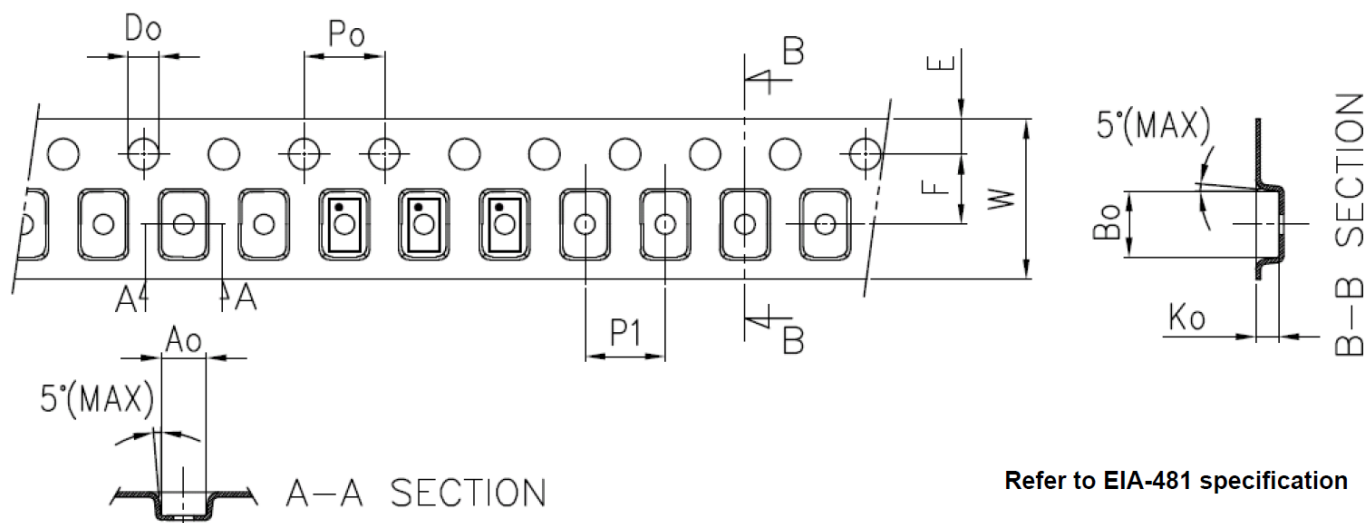 Do
Po
B
E
5°(MAX)
F
W
Bo
A
A
P1
B
Ko
B-B SECTION
Ao
5°(MAX)
A-A SECTION
Refer to EIA-481 specification